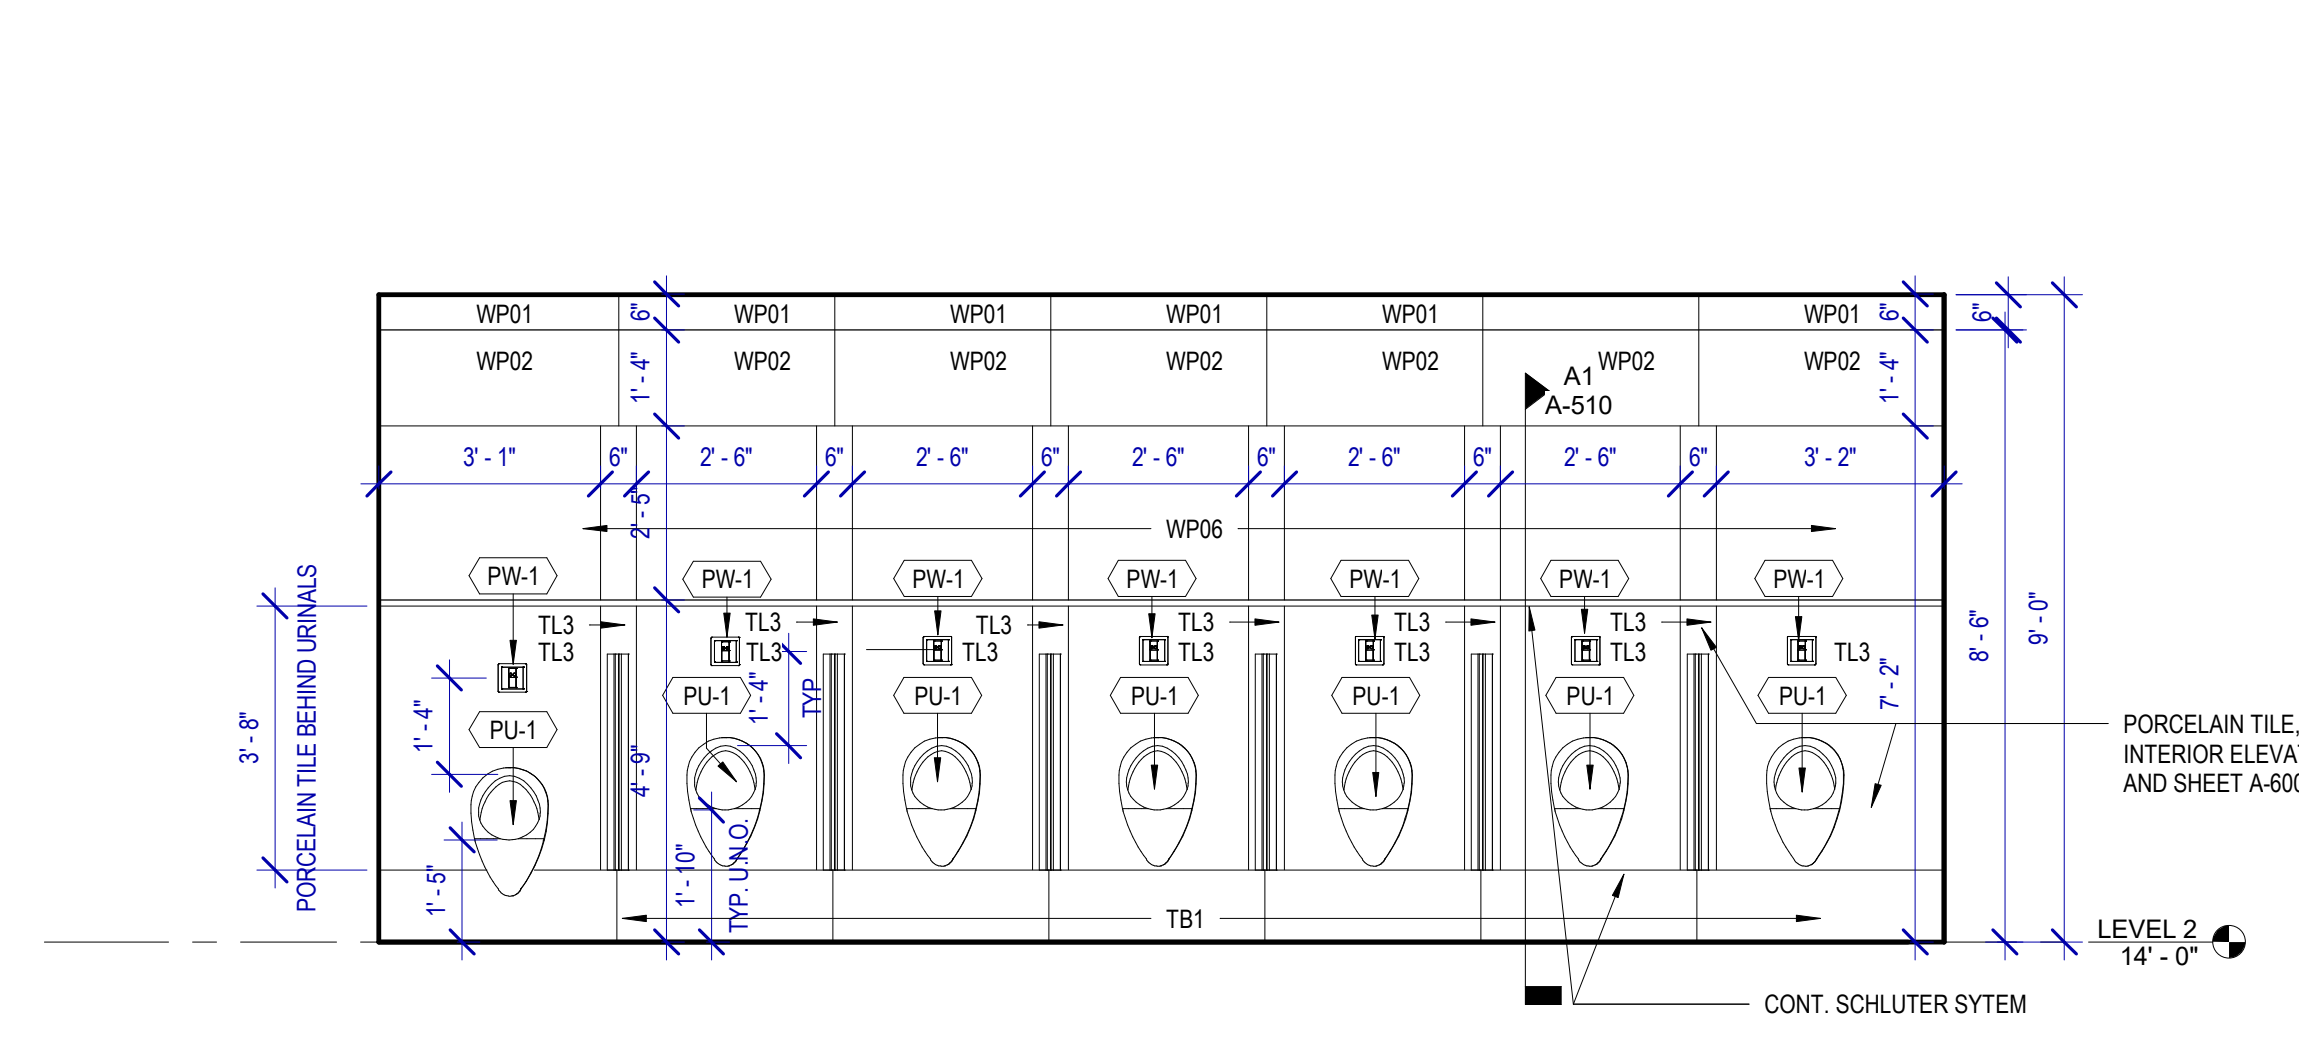 WP01 6" WP01 WP01 WP01 WP01 WP01 6" 6"
WP02 1' - 4" WP02 WP02 WP02 WP02 WP02 WP02 1' - 4"
A1
A-510
3' - 1" 6" 2' - 6" 6" 2' - 6" 6" 2' - 6" 6" 2' - 6" 6" 2' - 6" 6" 3' - 2"
2' - 5"
WP06
PW-1 PW-1 PW-1 PW-1 PW-1 PW-1 PW-1
TL3 TL3 TL3 TL3 TL3 TL3
TL3 TL3 TL3 TL3 TL3 TL3 TL3
8' - 6" 9' - 0"
7' - 2"
PU-1 PU-1 PU-1 PU-1 PU-1 PU-1 PU-1
1' - 4"
TYP
1' - 4"
3' - 8"
PORCELAIN TILE BEHIND URINALS
4' - 9"
1' - 5"
1' - 10"
TYP. U.N.O.
PORCELAIN TILE,
INTERIOR ELEVAT
AND SHEET A-600
TB1
LEVEL 2
14' - 0"
CONT. SCHLUTER SYTEM